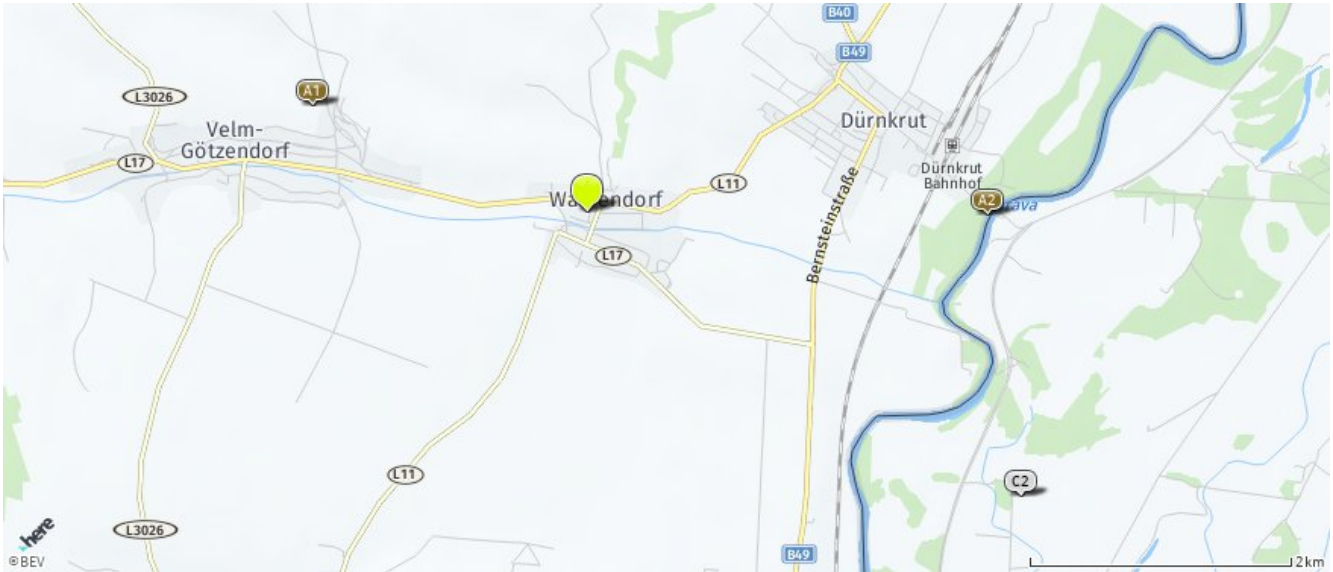 B40
B49
L3026
A1
Velm-
Götzendorf
Dürnkrut
L17
Dürnkrut
Bahnhof
L11
A2
Bernsteinstraße
L17
L11
C2
L3026
here
B49
©BEV
2km